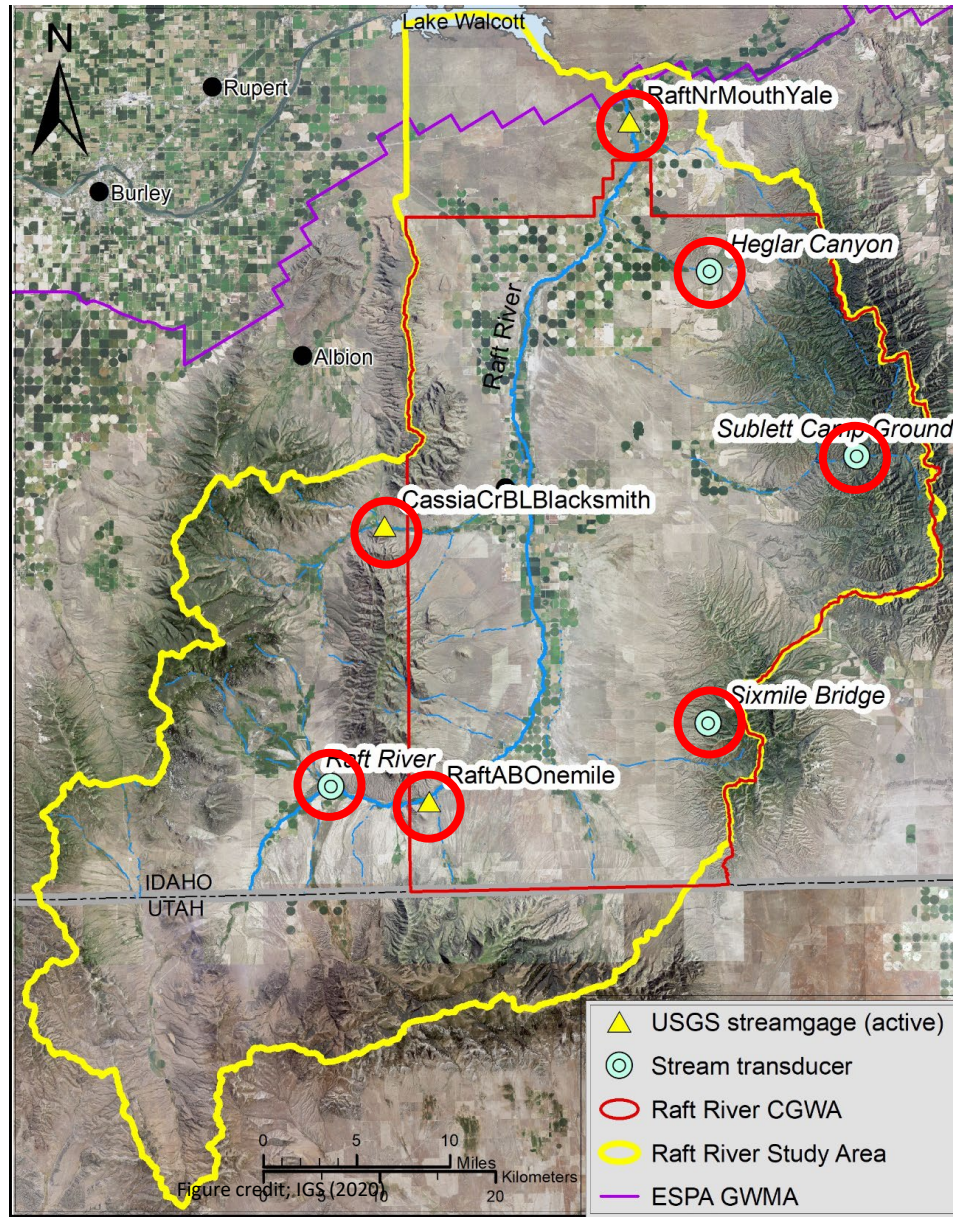 Lake Walcott
N
Rupert
RaftNrMouthYale
Burley
Heglar Canyon
Raft River
Albion
Sublett Camp Ground
CassiaCrBLBlacksmith
Sixmile Bridge
Raft River
RaftABOnemile
IDAHO
UTAH
USGS streamgage (active)
Stream transducer
Raft River CGWA
Raft River Study Area
ESPA GWMA
0 5 10
Miles
Kilometers
0 10 20
Figure credit; IGS (2020)